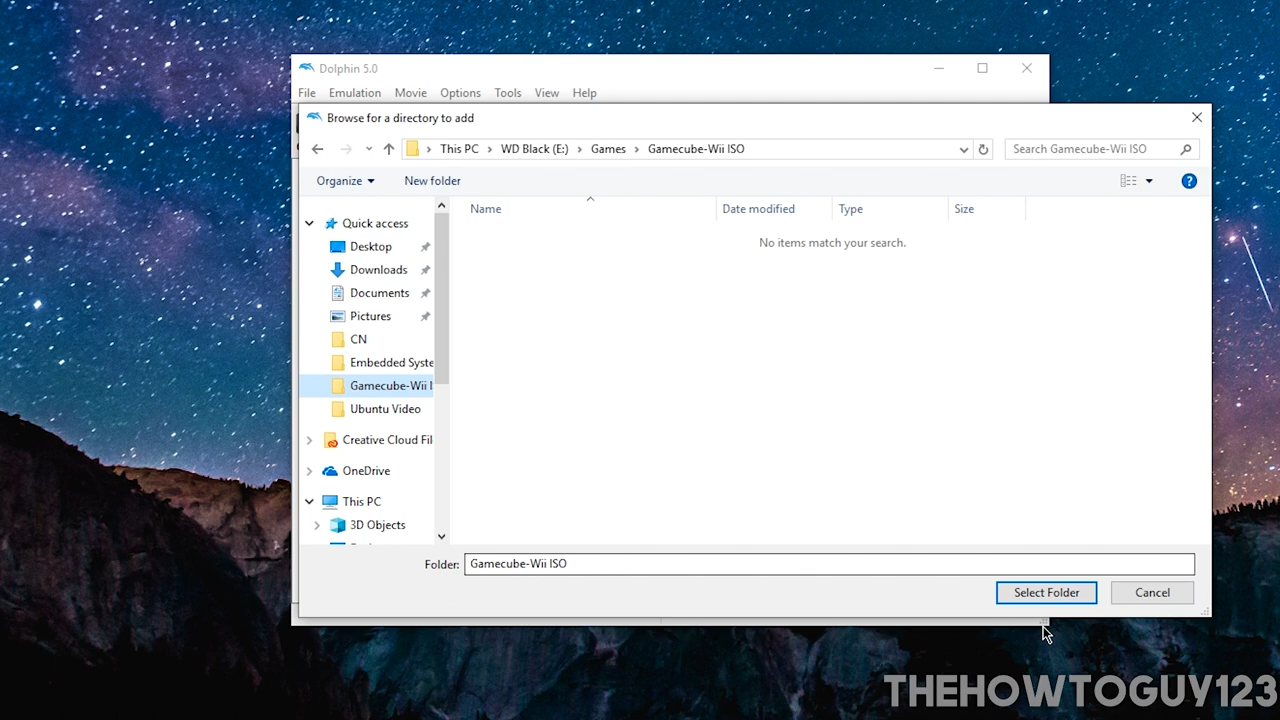 Dolphin 5.0
File Emulation Movie Options Tools View Help
Browse for a directory to add
This PC > WD Black (E:) > Games > Gamecube-Wii ISO
Search Gamecube-Wii ISO
Organize New folder
Name Date modified Type Size
No items match your search.
Quick access
Desktop
Downloads
Documents
Pictures
CN
Embedded Syste
Gamecube-Wii I
Ubuntu Video
Creative Cloud Fil
OneDrive
This PC
3D Objects
Folder: Gamecube-Wii ISO
Select Folder Cancel
THEHOWTOGUY123